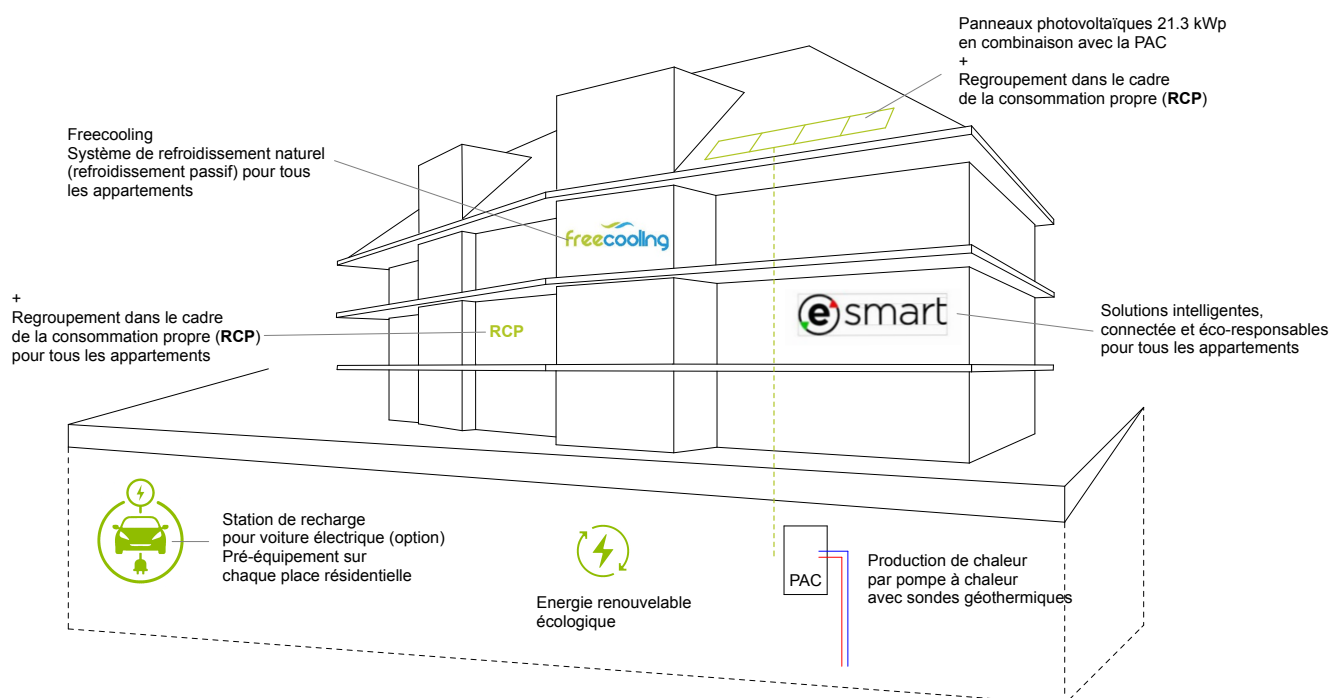 Panneaux photovoltaïques 21.3 kWp
en combinaison avec la PAC
+
Regroupement dans le cadre
de la consommation propre (RCP)
Freecooling
Système de refroidissement naturel
(refroidissement passif) pour tous
les appartements
freecooling
+
Regroupement dans le cadre
de la consommation propre (RCP)
pour tous les appartements
RCP
e smart
Solutions intelligentes,
connectée et éco-responsables
pour tous les appartements
Station de recharge
pour voiture électrique (option)
Pré-équipement sur
chaque place résidentielle
Energie renouvelable
écologique
PAC
Production de chaleur
par pompe à chaleur
avec sondes géothermiques